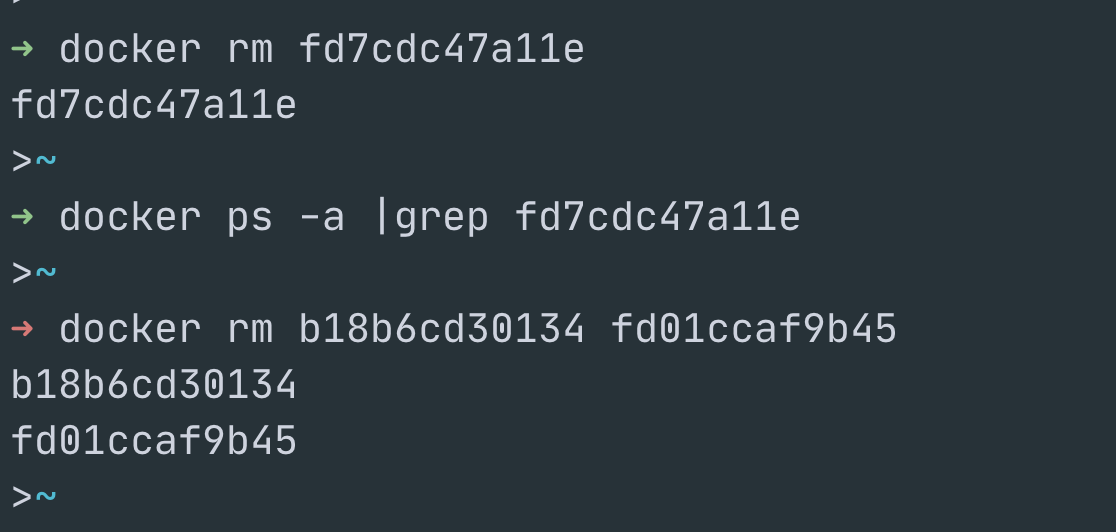 ➜ docker rm fd7cdc47a11e
fd7cdc47a11e
>~
➜ docker ps -a |grep fd7cdc47a11e
>~
➜ docker rm b18b6cd30134 fd01ccaf9b45
b18b6cd30134
fd01ccaf9b45
>~